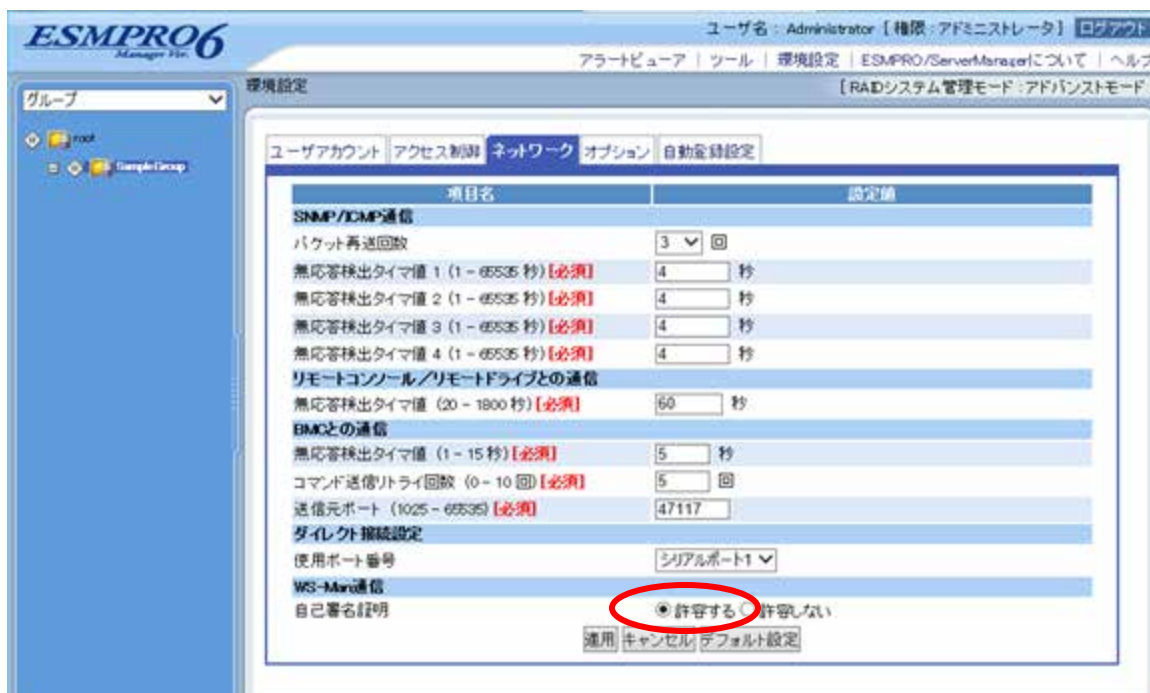 ESMPRO6
Manager Ver.
ユーザ名 : Administrator [権限 : アドミニストレータ] ログアウト
アラートビューア | ツール | 環境設定 | ESMPRO/ServerManagerについて | ヘルプ
グループ
環境設定
[RAIDシステム管理モード : アドバンストモード
root
SampleGroup
ユーザアカウント アクセス制御 ネットワーク オプション 自動登録設定
項目名 設定値
SNMP/ICMP通信
パケット再送回数 3 回
無応答検出タイマ値 1 (1 - 65535 秒) [必須] 4 秒
無応答検出タイマ値 2 (1 - 65535 秒) [必須] 4 秒
無応答検出タイマ値 3 (1 - 65535 秒) [必須] 4 秒
無応答検出タイマ値 4 (1 - 65535 秒) [必須] 4 秒
リモートコンソール/リモートドライブとの通信
無応答検出タイマ値 (20 - 1800 秒) [必須] 60 秒
BMCとの通信
無応答検出タイマ値 (1 - 15 秒) [必須] 5 秒
コマンド送信リトライ回数 (0 - 10 回) [必須] 5 回
送信元ポート (1025 - 65535) [必須] 47117
ダイレクト接続設定
使用ポート番号 シリアルポート1
WS-Man通信
自己署名証明 許容する 許容しない
適用 キャンセル デフォルト設定